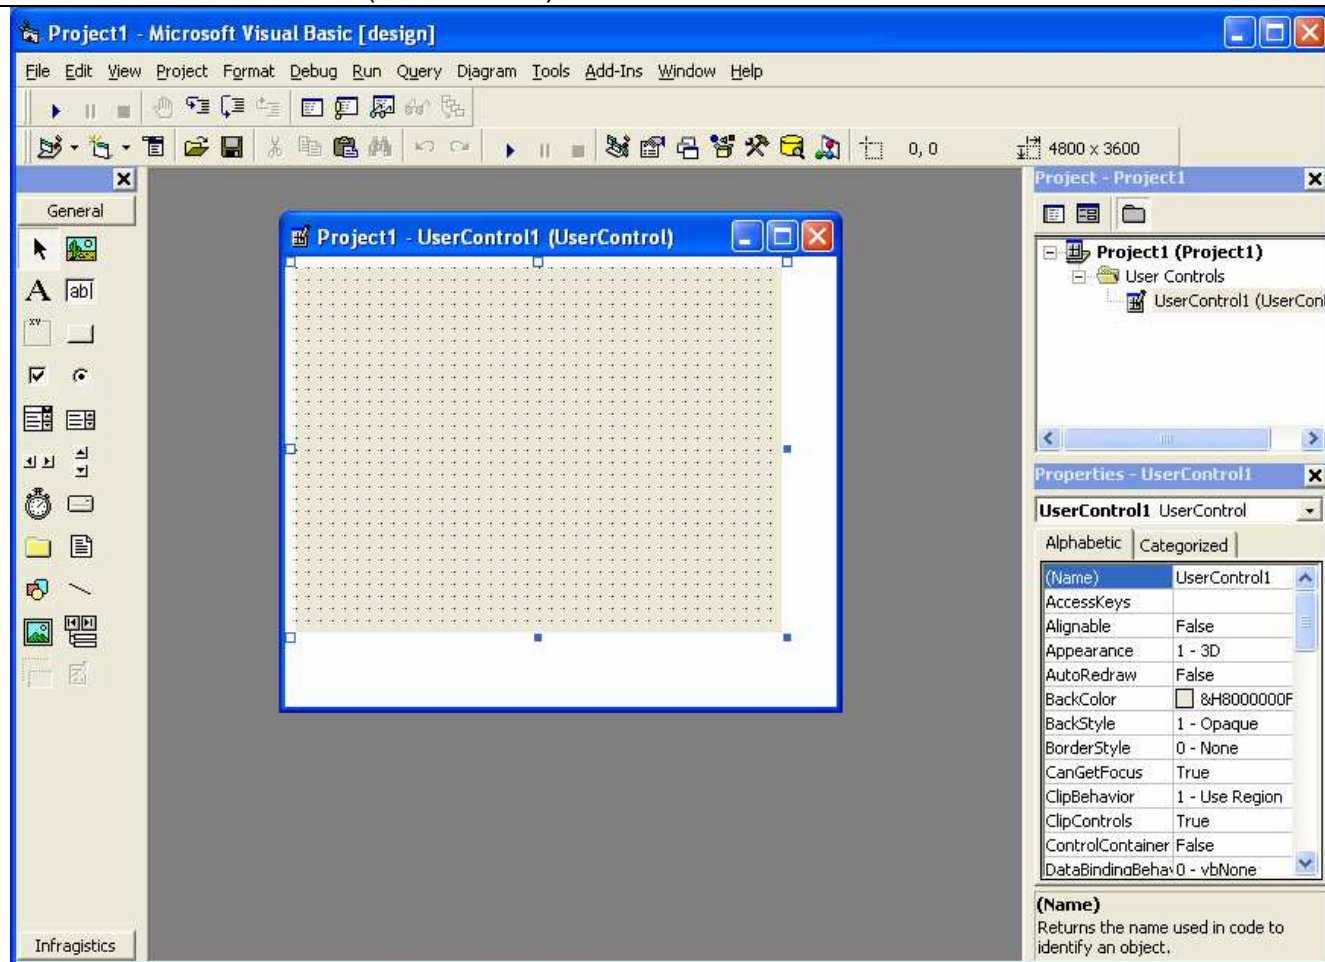 Project1 - Microsoft Visual Basic [design]
File Edit View Project Format Debug Run Query Diagram Tools Add-Ins Window Help
0, 0
4800 x 3600
General
A
ab
xv
Infragistics
Project1 - UserControl1 (UserControl)
Project - Project1
Project1 (Project1)
User Controls
UserControl1 (UserCon
Properties - UserControl1
UserControl1 UserControl
Alphabetic Categorized
(Name) UserControl1
AccessKeys
Alignable False
Appearance 1 - 3D
AutoRedraw False
BackColor &H8000000F
BackStyle 1 - Opaque
BorderStyle 0 - None
CanGetFocus True
ClipBehavior 1 - Use Region
ClipControls True
ControlContainer False
DataBindingBehav 0 - vbNone
(Name)
Returns the name used in code to
identify an object.